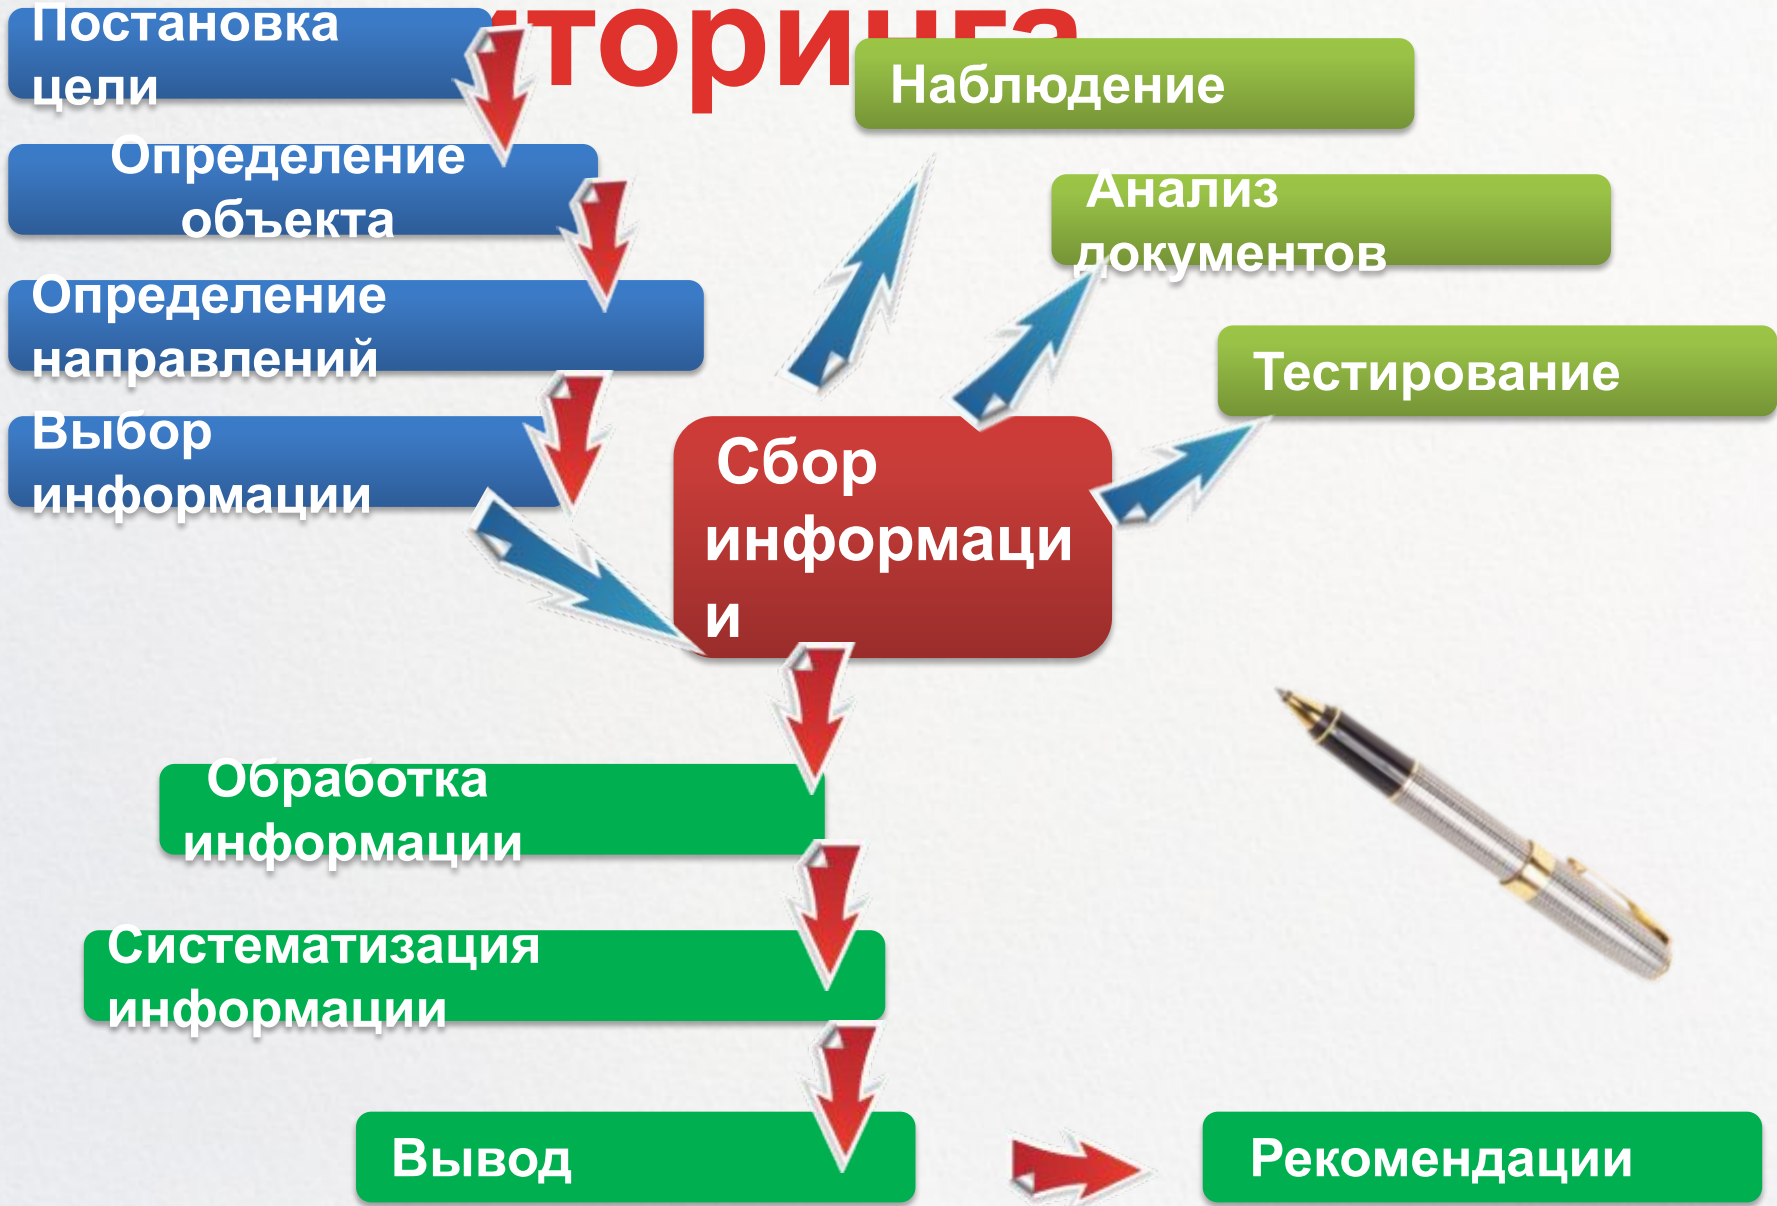 Постановка
цели
Наблюдение
Определение
объекта
Анализ
документов
Определение
направлений
Тестирование
Выбор
информации
Сбор
информаци
и
Обработка
информации
Систематизация
информации
Вывод
Рекомендации